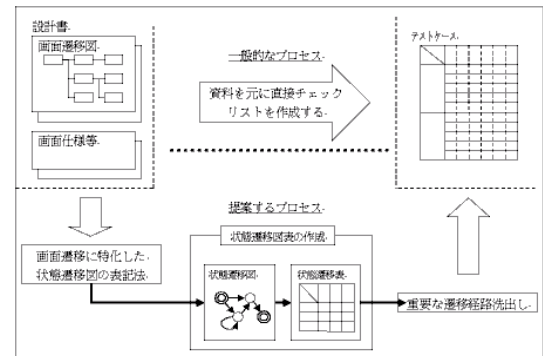 設計書
画面遷移図
画面仕様等
一般的なプロセス
資料を元に直接チェック
リストを作成する
テストケース
提案するプロセス
画面遷移に特化した
状態遷移図の表記法
状態遷移図表の作成
状態遷移図
状態遷移表
重要な遷移経路洗出し